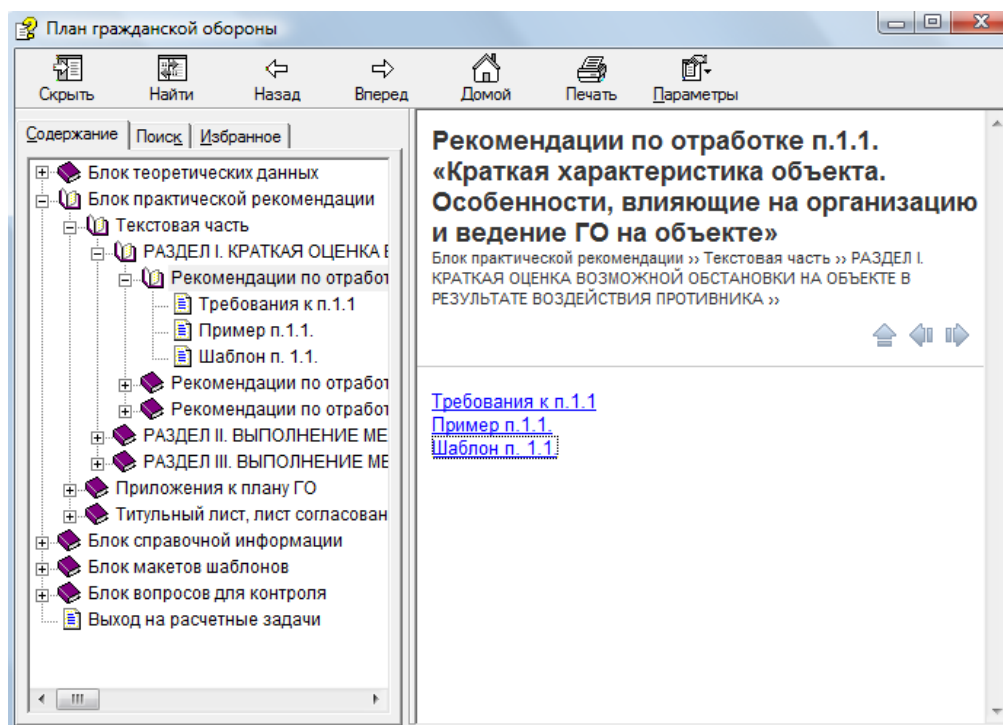 План гражданской обороны
Скрыть Найти Назад Вперед Домой Печать Параметры
Содержание Поиск Избранное
Блок теоретических данных
Блок практической рекомендации
Текстовая часть
РАЗДЕЛ I. КРАТКАЯ ОЦЕНКА В
Рекомендации по отработ
Требования к п.1.1
Пример п.1.1.
Шаблон п. 1.1.
Рекомендации по отработ
Рекомендации по отработ
РАЗДЕЛ II. ВЫПОЛНЕНИЕ МЕ
РАЗДЕЛ III. ВЫПОЛНЕНИЕ МЕ
Приложения к плану ГО
Титульный лист, лист согласован
Блок справочной информации
Блок макетов шаблонов
Блок вопросов для контроля
Выход на расчетные задачи
Рекомендации по отработке п.1.1.
«Краткая характеристика объекта.
Особенности, влияющие на организацию
и ведение ГО на объекте»
Блок практической рекомендации ›› Текстовая часть ›› РАЗДЕЛ I.
КРАТКАЯ ОЦЕНКА ВОЗМОЖНОЙ ОБСТАНОВКИ НА ОБЪЕКТЕ В
РЕЗУЛЬТАТЕ ВОЗДЕЙСТВИЯ ПРОТИВНИКА ››
Требования к п.1.1
Пример п.1.1.
Шаблон п. 1.1.